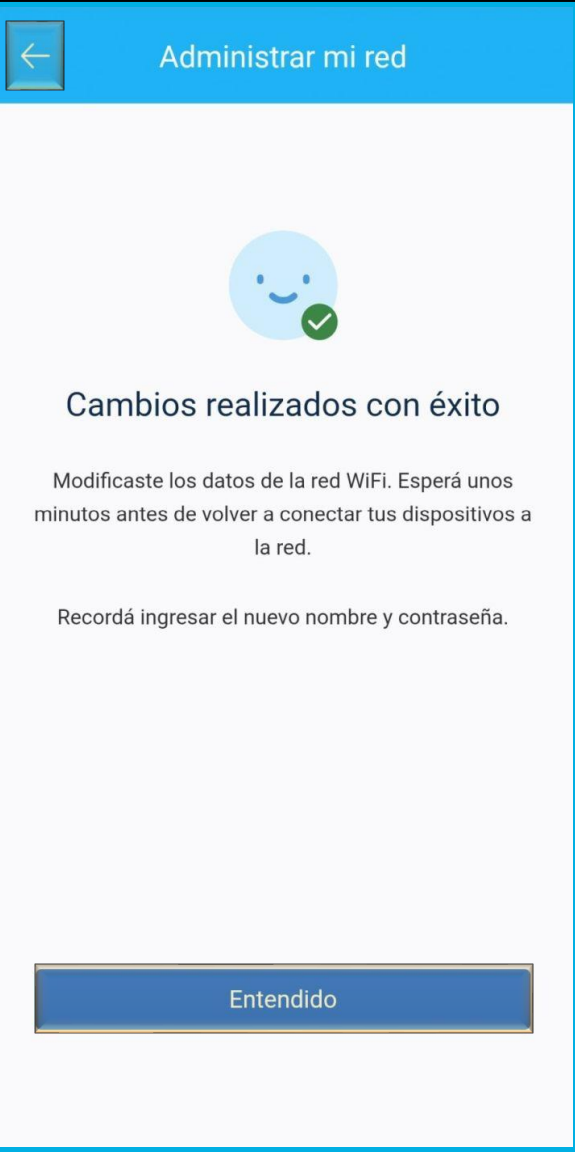 Administrar mi red
Cambios realizados con éxito
Modificaste los datos de la red WiFi. Esperá unos
minutos antes de volver a conectar tus dispositivos a
la red.
Recordá ingresar el nuevo nombre y contraseña.
Entendido